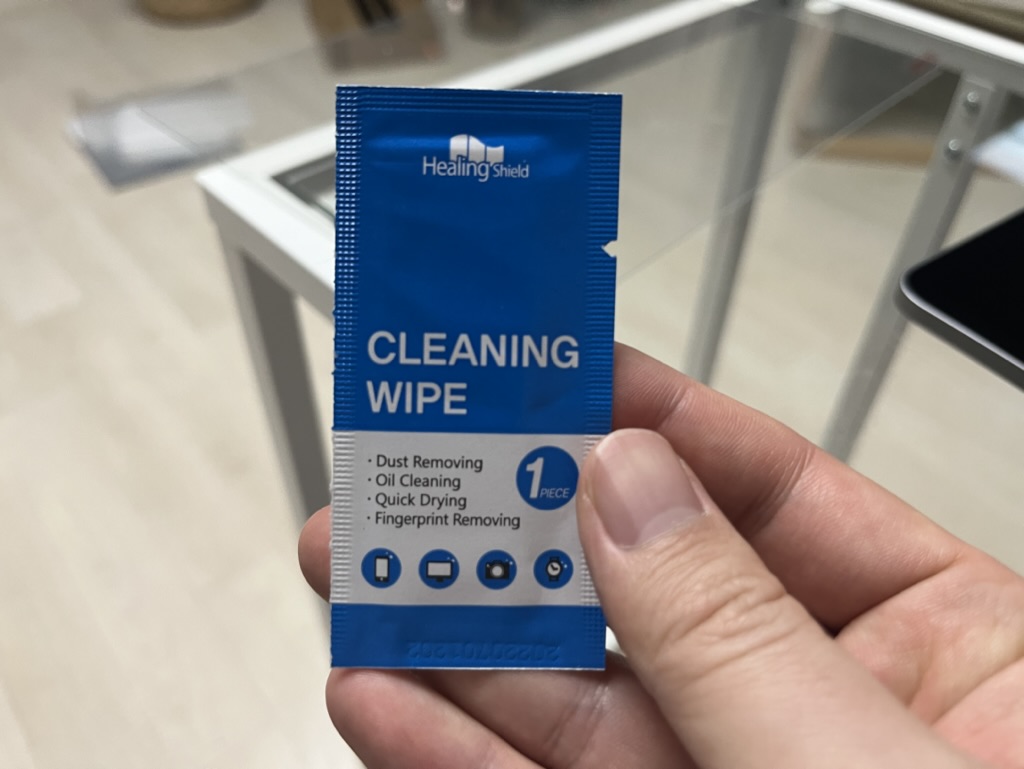 Healing Shield
CLEANING
WIPE
· Dust Removing
· Oil Cleaning
· Quick Drying
· Fingerprint Removing
1 PIECE